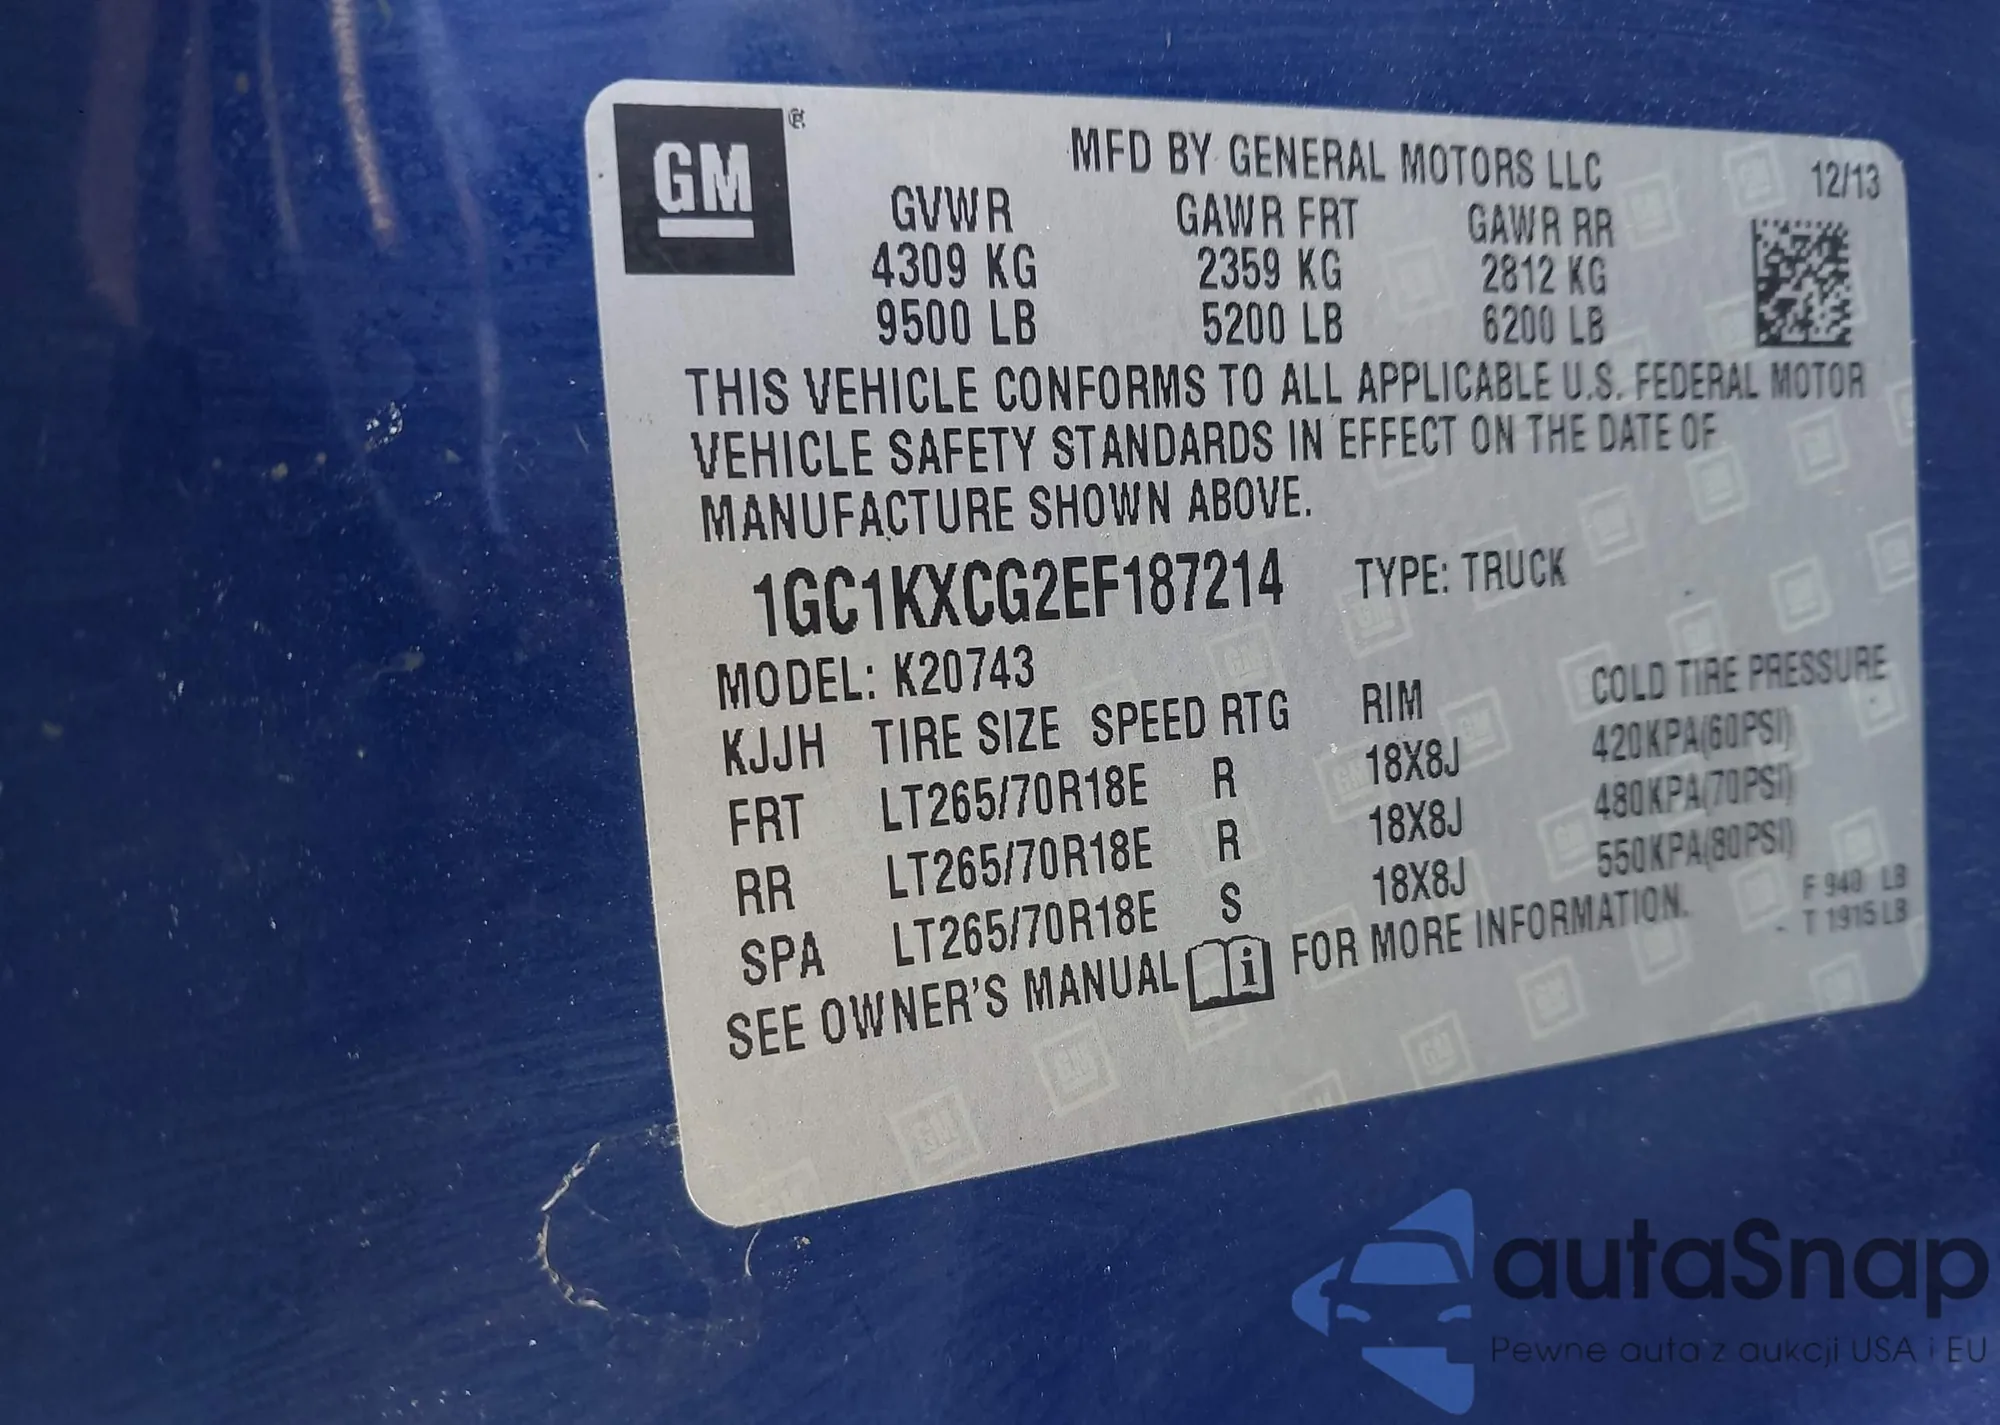 GM
MFD BY GENERAL MOTORS LLC
12/13
GVWR GAWR FRT GAWR RR
4309 KG 2359 KG 2812 KG
9500 LB 5200 LB 6200 LB
THIS VEHICLE CONFORMS TO ALL APPLICABLE U.S. FEDERAL MOTOR
VEHICLE SAFETY STANDARDS IN EFFECT ON THE DATE OF
MANUFACTURE SHOWN ABOVE.
1GC1KXCG2EF187214 TYPE: TRUCK
MODEL: K20743
KJJH TIRE SIZE SPEED RTG RIM COLD TIRE PRESSURE
FRT LT265/70R18E R 18X8J 420KPA(60PSI)
RR LT265/70R18E R 18X8J 480KPA(70PSI)
SPA LT265/70R18E S 18X8J 550KPA(80PSI)
SEE OWNER'S MANUAL i FOR MORE INFORMATION.
F 940 LB
T 1915 LB
autaSnap
Pewne auta z aukcji USA i EU